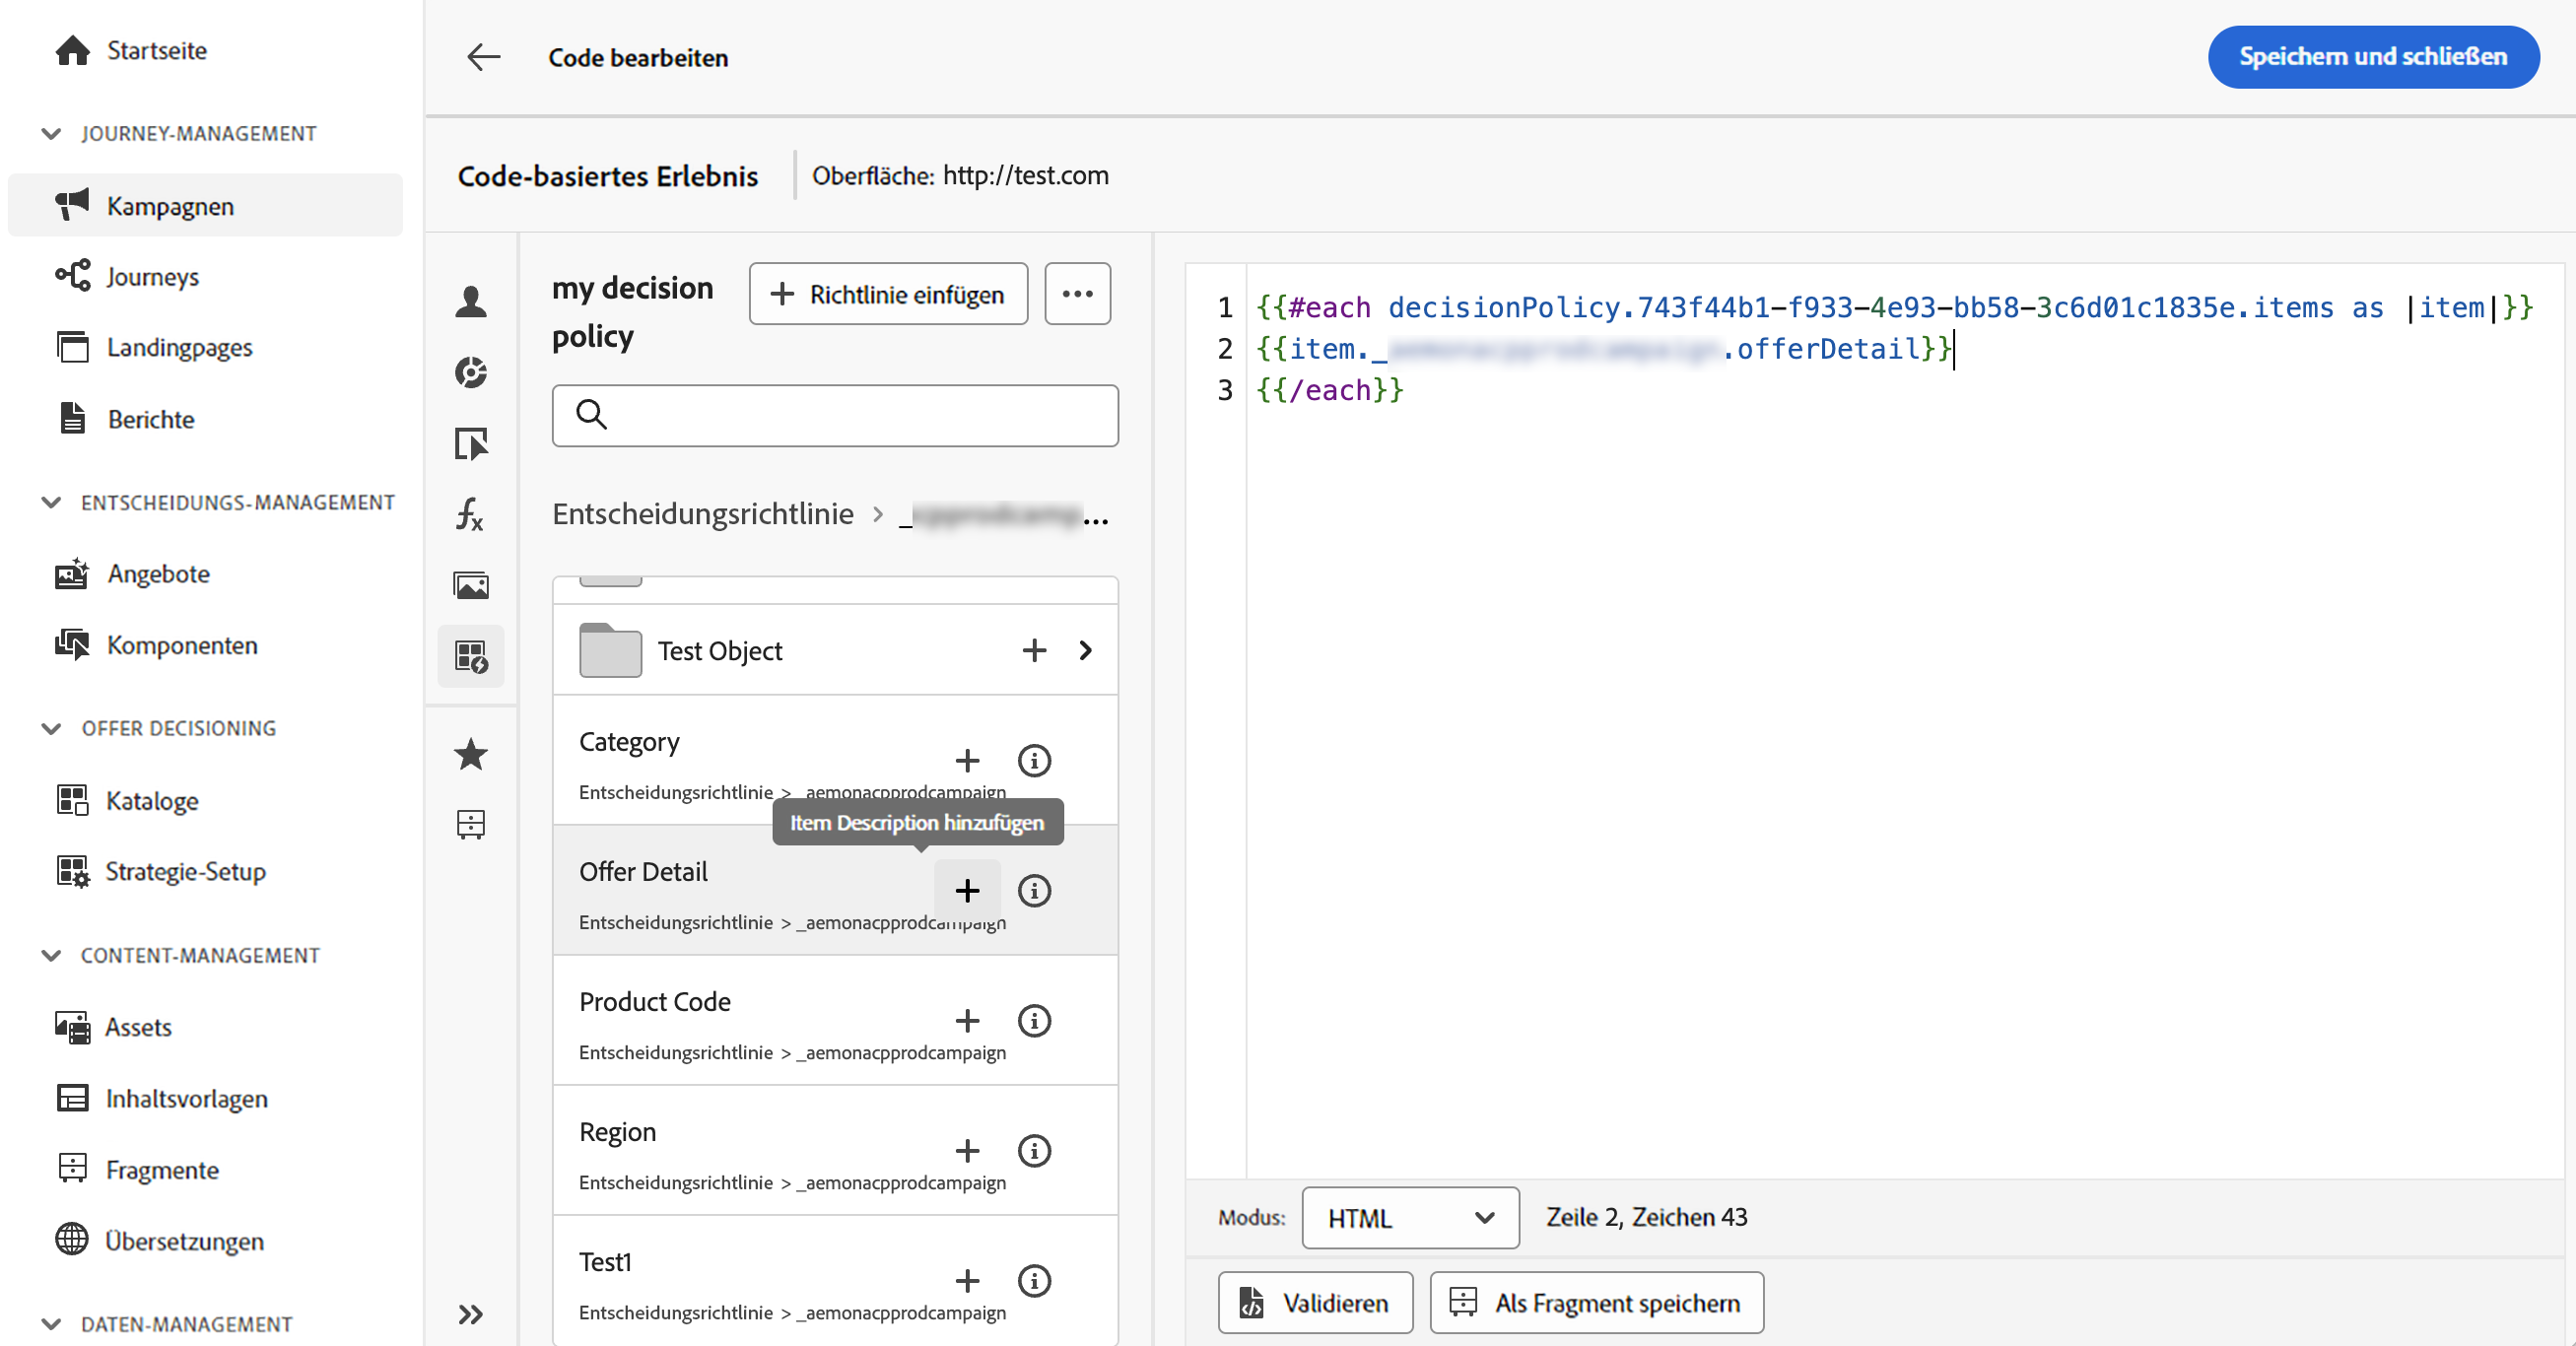 Startseite
JOURNEY-MANAGEMENT
Kampagnen
Journeys
Landingpages
Berichte
ENTSCHEIDUNGS-MANAGEMENT
Angebote
Komponenten
OFFER DECISIONING
Kataloge
Strategie-Setup
CONTENT-MANAGEMENT
Assets
Inhaltsvorlagen
Fragmente
Übersetzungen
DATEN-MANAGEMENT
Code bearbeiten
Speichern und schließen
Code-basiertes Erlebnis
Oberfläche: http://test.com
my decision
policy
Richtlinie einfügen
Entscheidungsrichtlinie > _...
Test Object
Category
Entscheidungsrichtlinie > _aemonacpprodcampaign
Item Description hinzufügen
Offer Detail
Entscheidungsrichtlinie > _aemonacpprodcampaign
Product Code
Entscheidungsrichtlinie > _aemonacpprodcampaign
Region
Entscheidungsrichtlinie > _aemonacpprodcampaign
Test1
Entscheidungsrichtlinie > _aemonacpprodcampaign
1 {{#each decisionPolicy.743f44b1-f933-4e93-bb58-3c6d01c1835e.items as |item|}}
2 {{item._.offerDetail}}
3 {{/each}}
Modus: HTML Zeile 2, Zeichen 43
Validieren
Als Fragment speichern